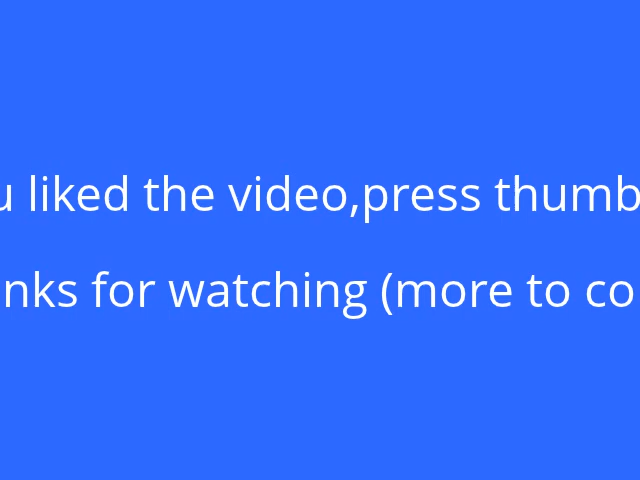 u liked the video,press thumb
nks for watching (more to co